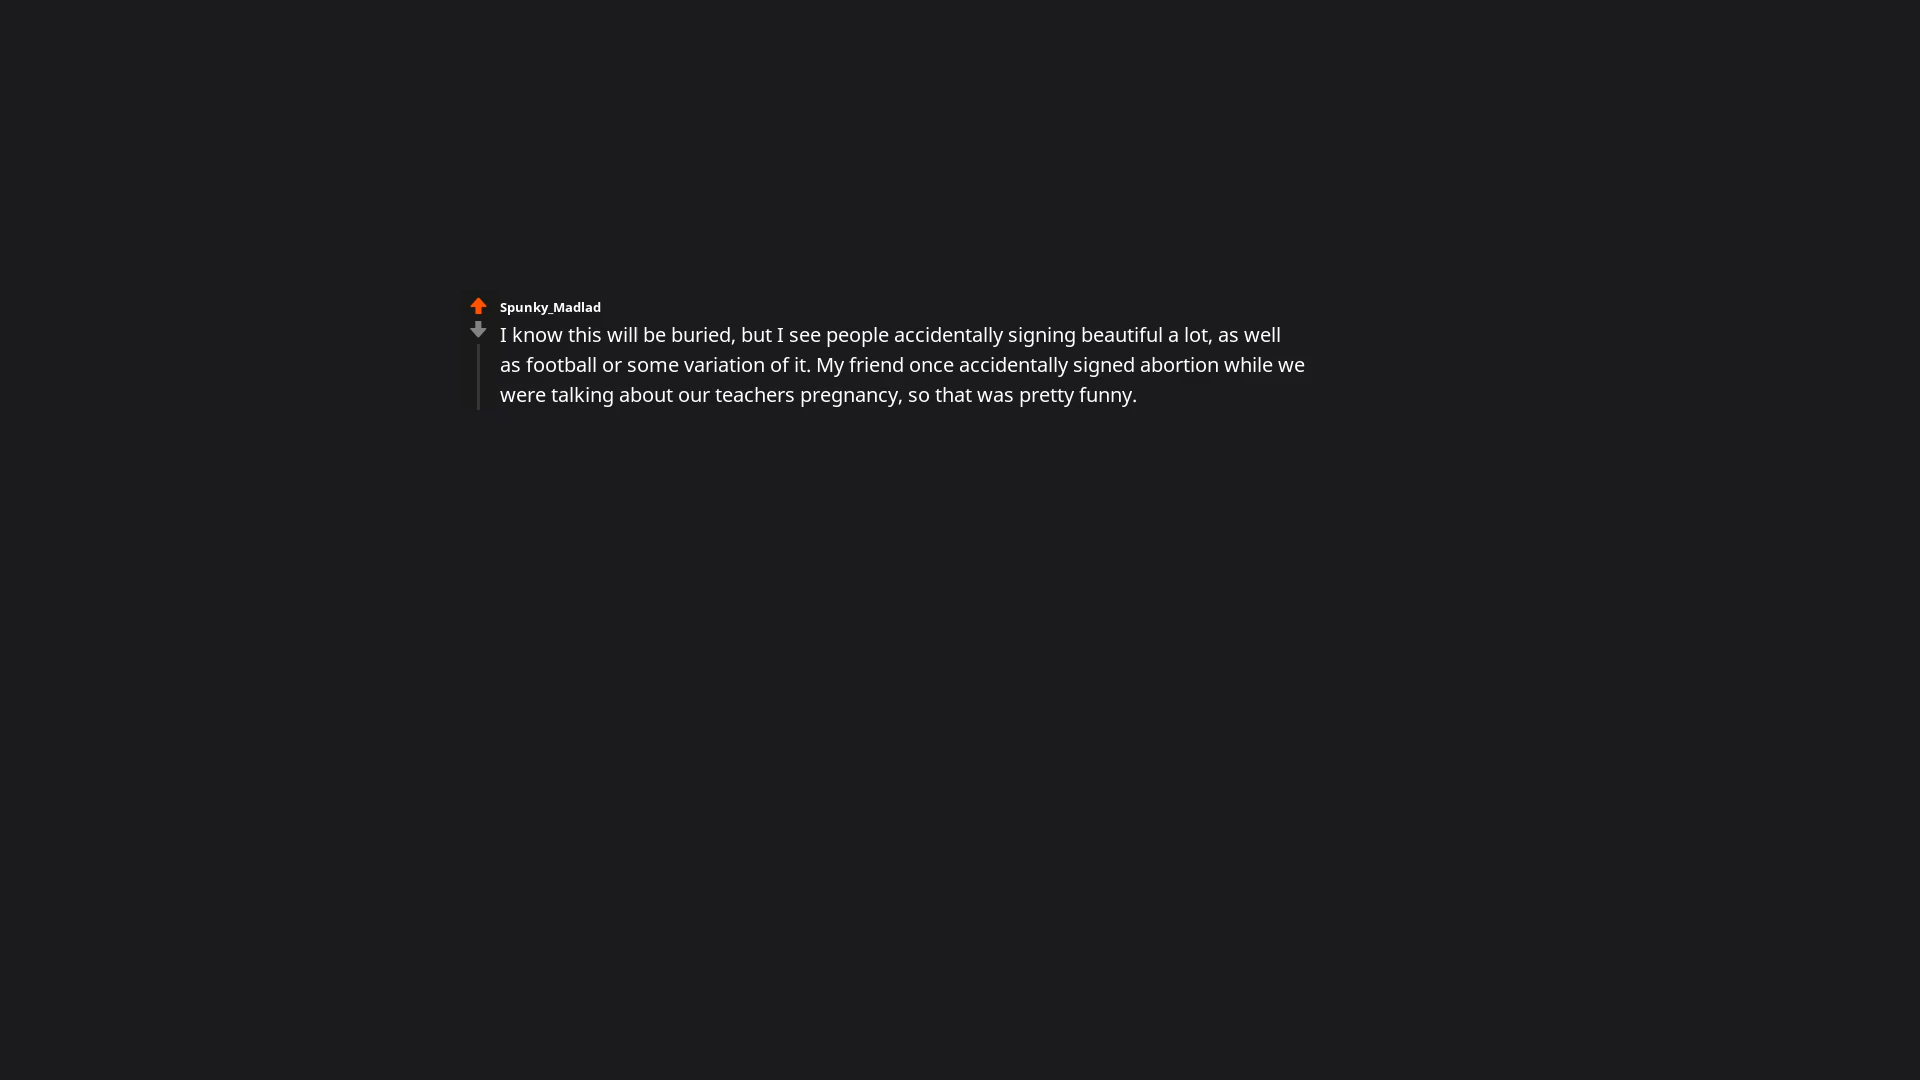 Spunky_Madlad
I know this will be buried, but I see people accidentally signing beautiful a lot, as well
as football or some variation of it. My friend once accidentally signed abortion while we
were talking about our teachers pregnancy, so that was pretty funny.